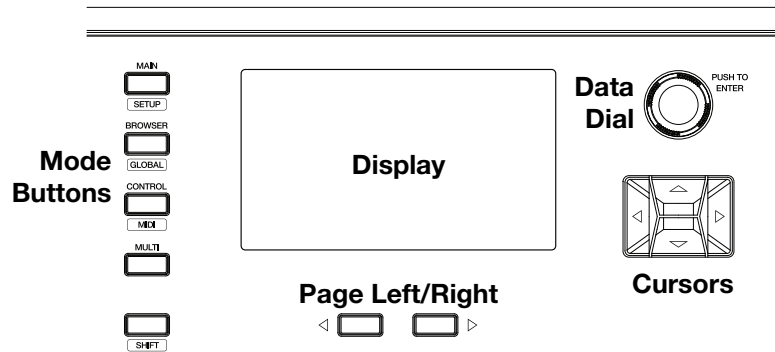 MAIN
SETUP
BROWSER
GLOBAL
CONTROL
MIDI
MULTI
SHIFT
Mode
Buttons
Display
Page Left/Right
Data
Dial
PUSH TO
ENTER
Cursors